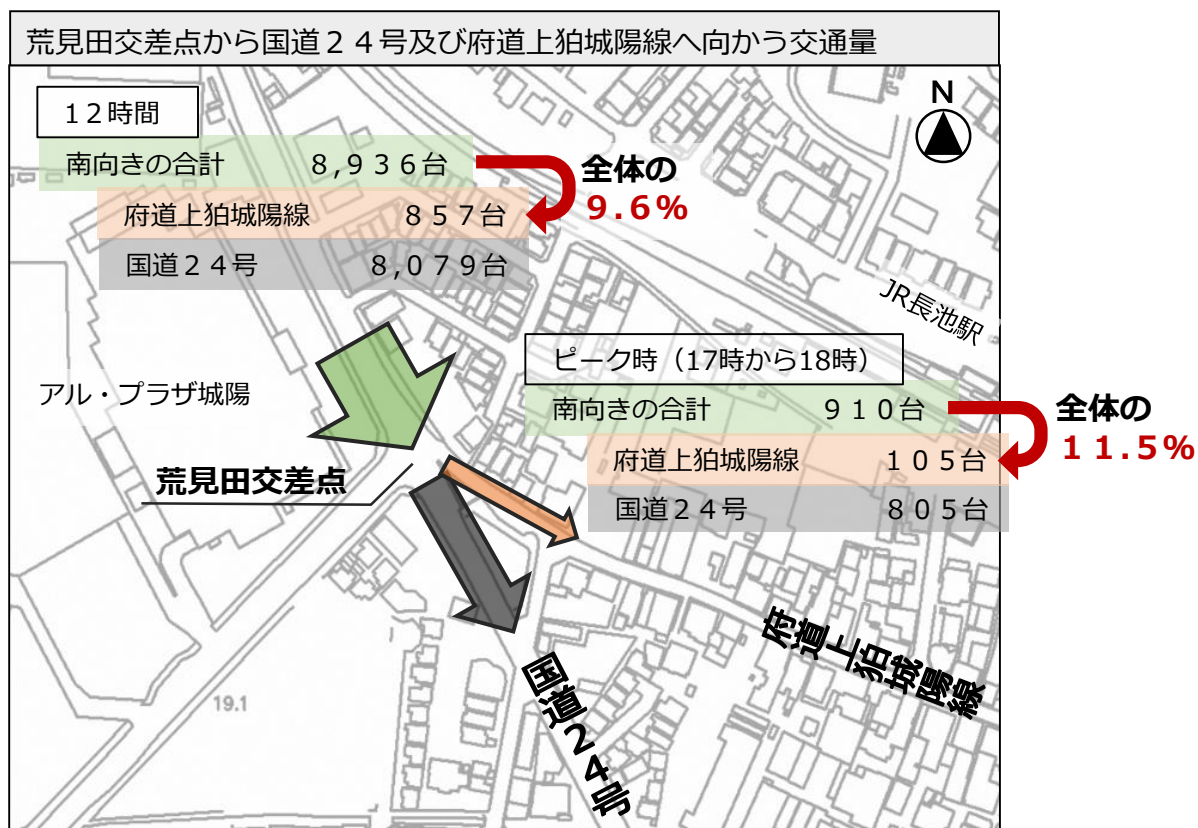 荒見田交差点から国道２４号及び府道上狛城陽線へ向かう交通量
N
１２時間
南向きの合計 ８,９３６台
全体の
９.６%
府道上狛城陽線 ８５７台
国道２４号 ８,０７９台
JR長池駅
ピーク時（17時から18時）
南向きの合計 ９１０台
全体の
１１.５%
府道上狛城陽線 １０５台
国道２４号 ８０５台
アル・プラザ城陽
荒見田交差点
府道上狛城陽線
国道２４号
19.1